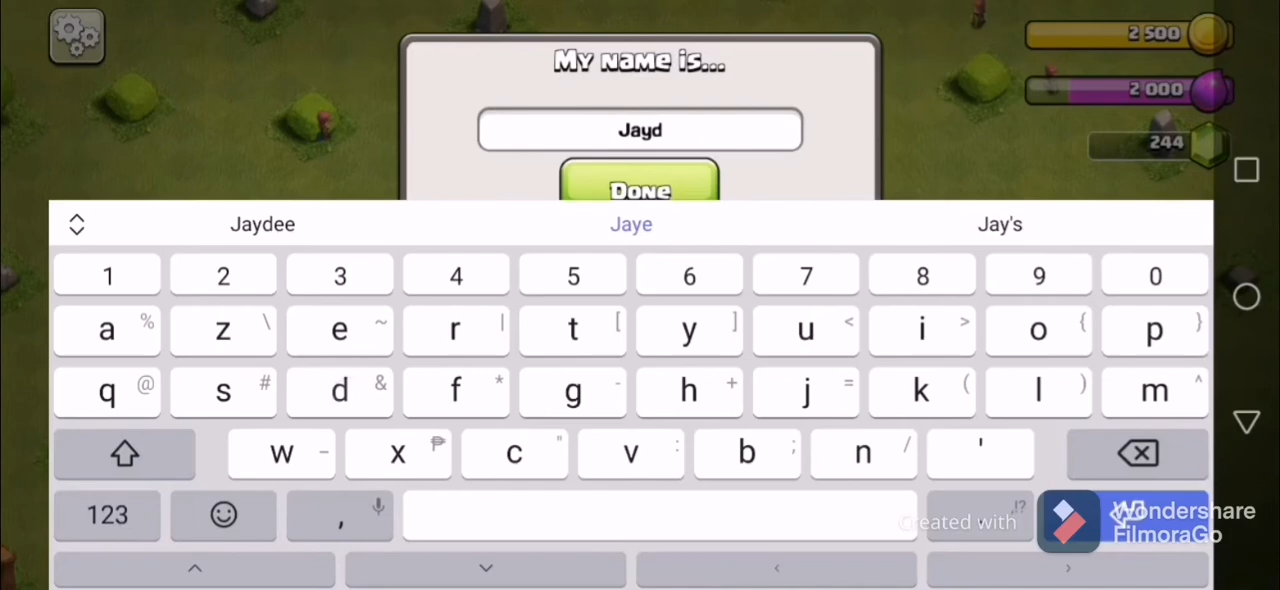 My name is...
2 500
Jayd
2 000
Done
244
Jaydee Jaye Jay's
1 2 3 4 5 6 7 8 9 0
a % z \ e ~ r | t [ y ] u < i > o { p }
q @ s # d & f * g - h + j = k ( l ) m ^
w _ x ₱ c " v : b ; n / '
123 , . !?
Created with Wondershare
FilmoraGo